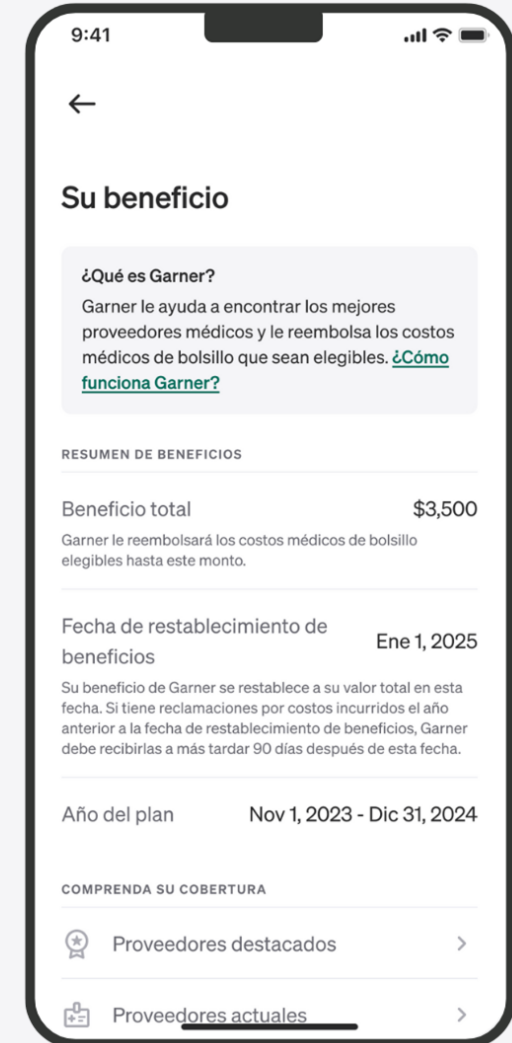 9:41
Su beneficio
¿Qué es Garner?
Garner le ayuda a encontrar los mejores
proveedores médicos y le reembolsa los costos
médicos de bolsillo que sean elegibles. ¿Cómo
funciona Garner?
RESUMEN DE BENEFICIOS
Beneficio total $3,500
Garner le reembolsará los costos médicos de bolsillo
elegibles hasta este monto.
Fecha de restablecimiento de
beneficios
Ene 1, 2025
Su beneficio de Garner se restablece a su valor total en esta
fecha. Si tiene reclamaciones por costos incurridos el año
anterior a la fecha de restablecimiento de beneficios, Garner
debe recibirlas a más tardar 90 días después de esta fecha.
Año del plan Nov 1, 2023 - Dic 31, 2024
COMPRENDA SU COBERTURA
Proveedores destacados
Proveedores actuales